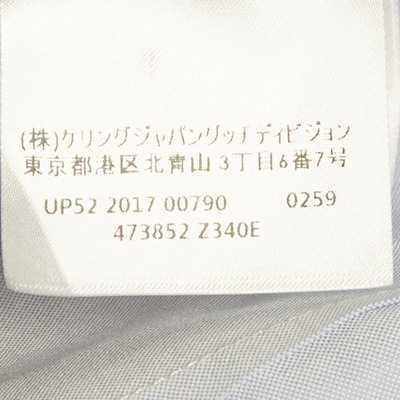 (株)ケリングジャパングッチディビジョン
東京都港区北青山3丁目6番7号
UP52 2017 00790 0259
473852 Z340E